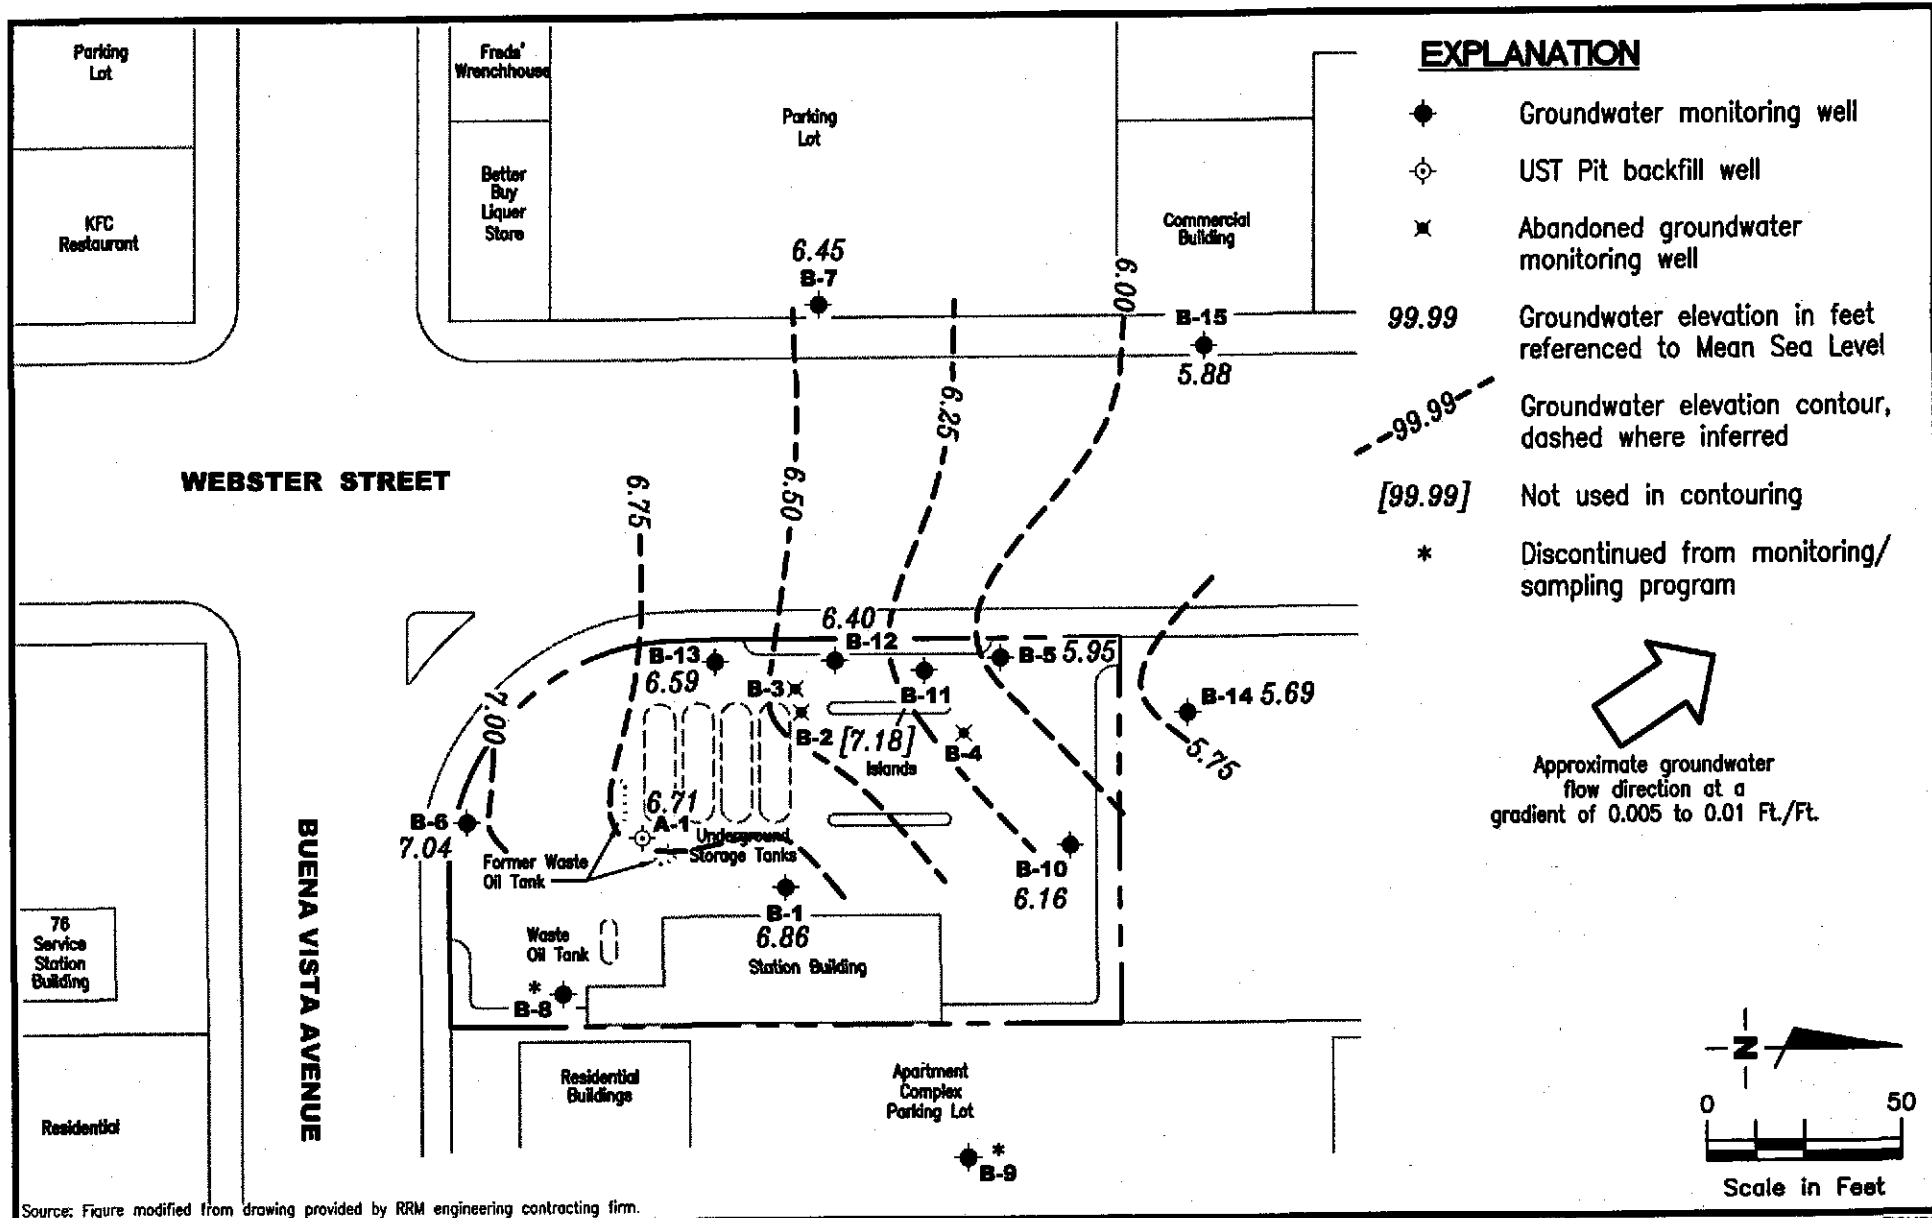 Parking
Lot
KFC
Restaurant
Freds'
Wrenchhouse
Better
Buy
Liquer
Store
Parking
Lot
Commercial
Building
6.45
B-7
6.00
B-15
5.88
6.25
6.50
6.75
WEBSTER STREET
EXPLANATION
Groundwater monitoring well
UST Pit backfill well
Abandoned groundwater
monitoring well
99.99
Groundwater elevation in feet
referenced to Mean Sea Level
99.99
Groundwater elevation contour,
dashed where inferred
[99.99]
Not used in contouring
*
Discontinued from monitoring/
sampling program
Approximate groundwater
flow direction at a
gradient of 0.005 to 0.01 Ft./Ft.
6.40
B-12
B-13
6.59
B-3
B-5 5.95
B-11
B-14 5.69
5.75
7.00
B-2 [7.18]
Islands
B-4
B-6
7.04
6.71
A-1
Underground
Storage Tanks
Former Waste
Oil Tank
B-10
6.16
B-1
6.86
Station Building
Waste
Oil Tank
*
B-8
BUENA VISTA AVENUE
76
Service
Station
Building
Residential
Residential
Buildings
Apartment
Complex
Parking Lot
*
B-9
N
0 50
Scale in Feet
Source: Figure modified from drawing provided by RRM engineering contracting firm.